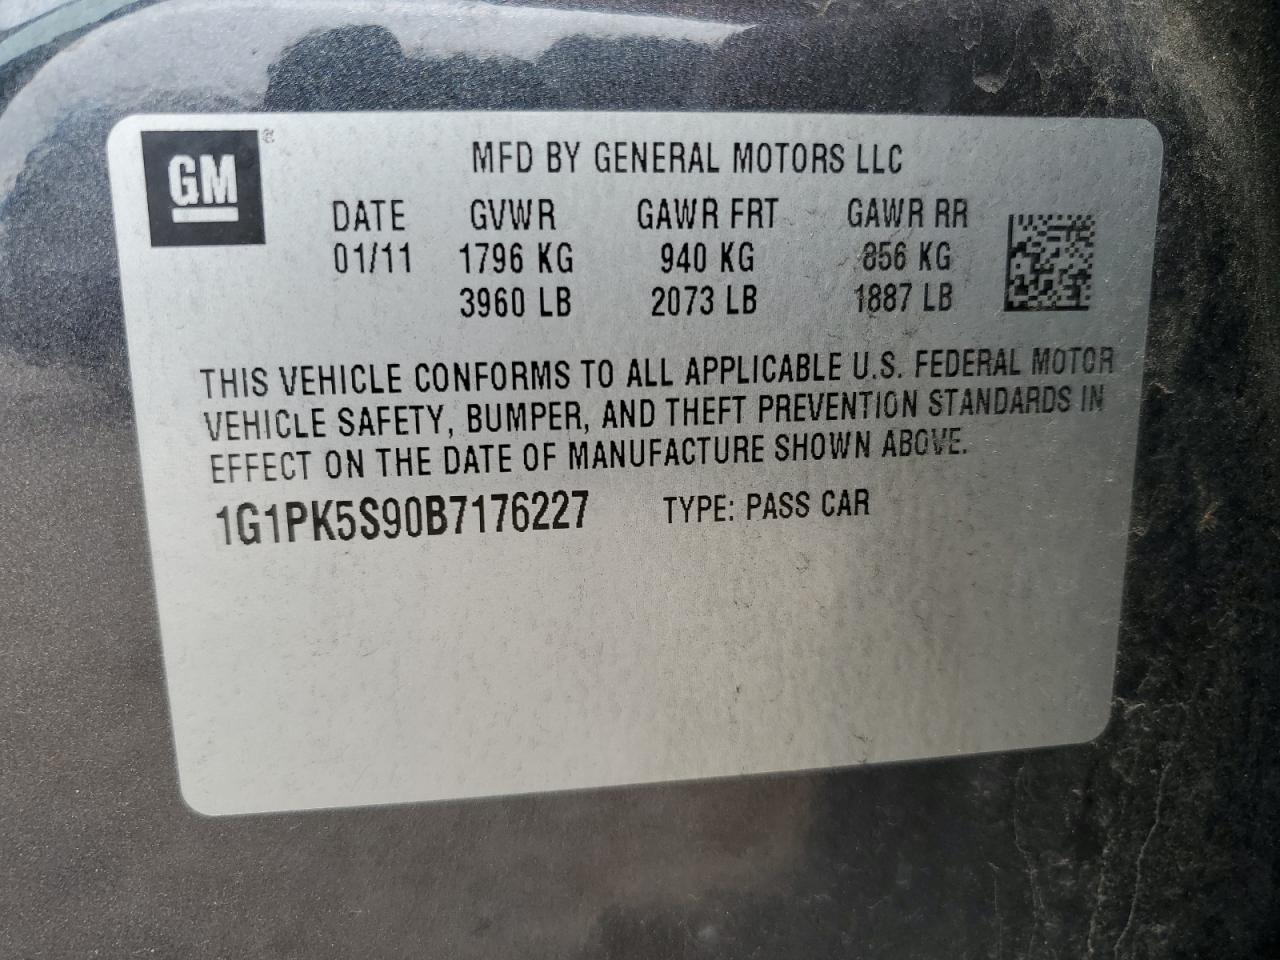 GM ®
MFD BY GENERAL MOTORS LLC
DATE GVWR GAWR FRT GAWR RR
01/11 1796 KG 940 KG 856 KG
3960 LB 2073 LB 1887 LB
THIS VEHICLE CONFORMS TO ALL APPLICABLE U.S. FEDERAL MOTOR
VEHICLE SAFETY, BUMPER, AND THEFT PREVENTION STANDARDS IN
EFFECT ON THE DATE OF MANUFACTURE SHOWN ABOVE.
1G1PK5S90B7176227 TYPE: PASS CAR